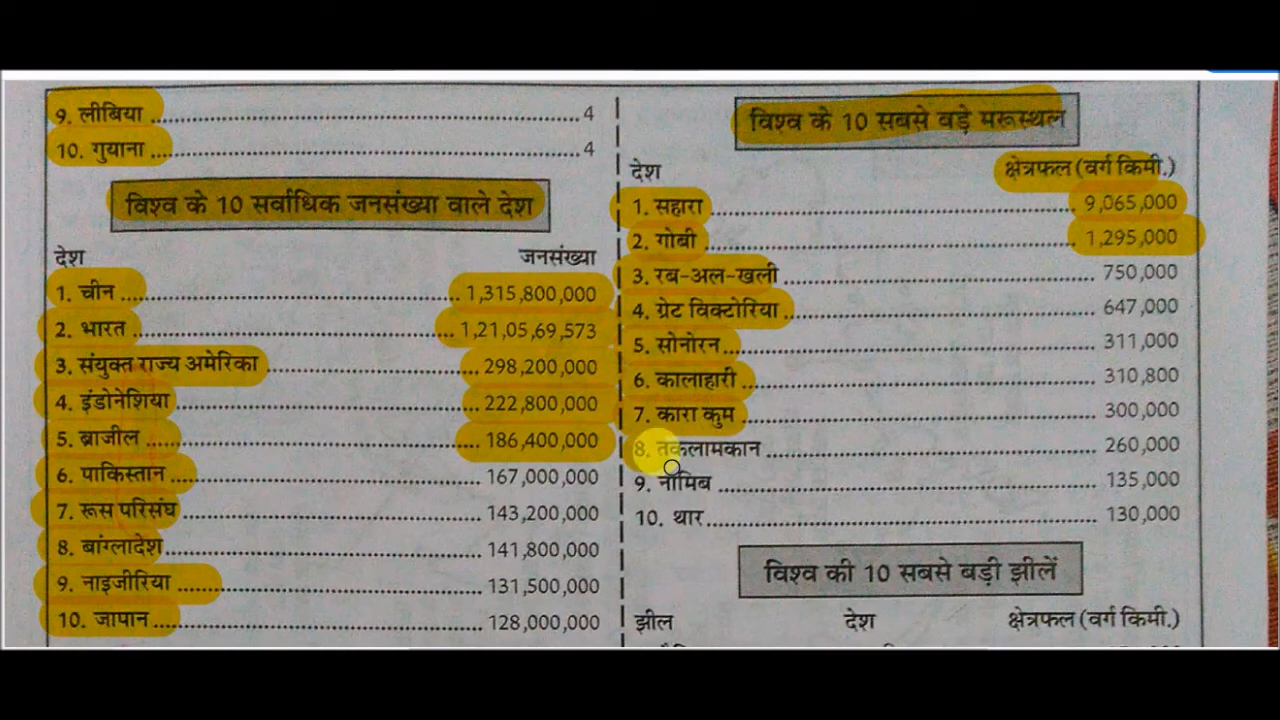 9. लीबिया ........ 4
10. गुयाना ........ 4
विश्व के 10 सर्वाधिक जनसंख्या वाले देश
देश जनसंख्या
1. चीन ........ 1,315,800,000
2. भारत ........ 1,21,05,69,573
3. संयुक्त राज्य अमेरिका ........ 298,200,000
4. इंडोनेशिया ........ 222,800,000
5. ब्राजील ........ 186,400,000
6. पाकिस्तान ........ 167,000,000
7. रूस परिसंघ ........ 143,200,000
8. बांग्लादेश ........ 141,800,000
9. नाइजीरिया ........ 131,500,000
10. जापान ........ 128,000,000
विश्व के 10 सबसे बड़े मरूस्थल
देश क्षेत्रफल (वर्ग किमी.)
1. सहारा ........ 9,065,000
2. गोबी ........ 1,295,000
3. रब-अल-खली ........ 750,000
4. ग्रेट विक्टोरिया ........ 647,000
5. सोनोरन ........ 311,000
6. कालाहारी ........ 310,800
7. कारा कुम ........ 300,000
8. तकलामकान ........ 260,000
9. नामिब ........ 135,000
10. थार ........ 130,000
विश्व की 10 सबसे बड़ी झीलें
झील देश क्षेत्रफल (वर्ग किमी.)